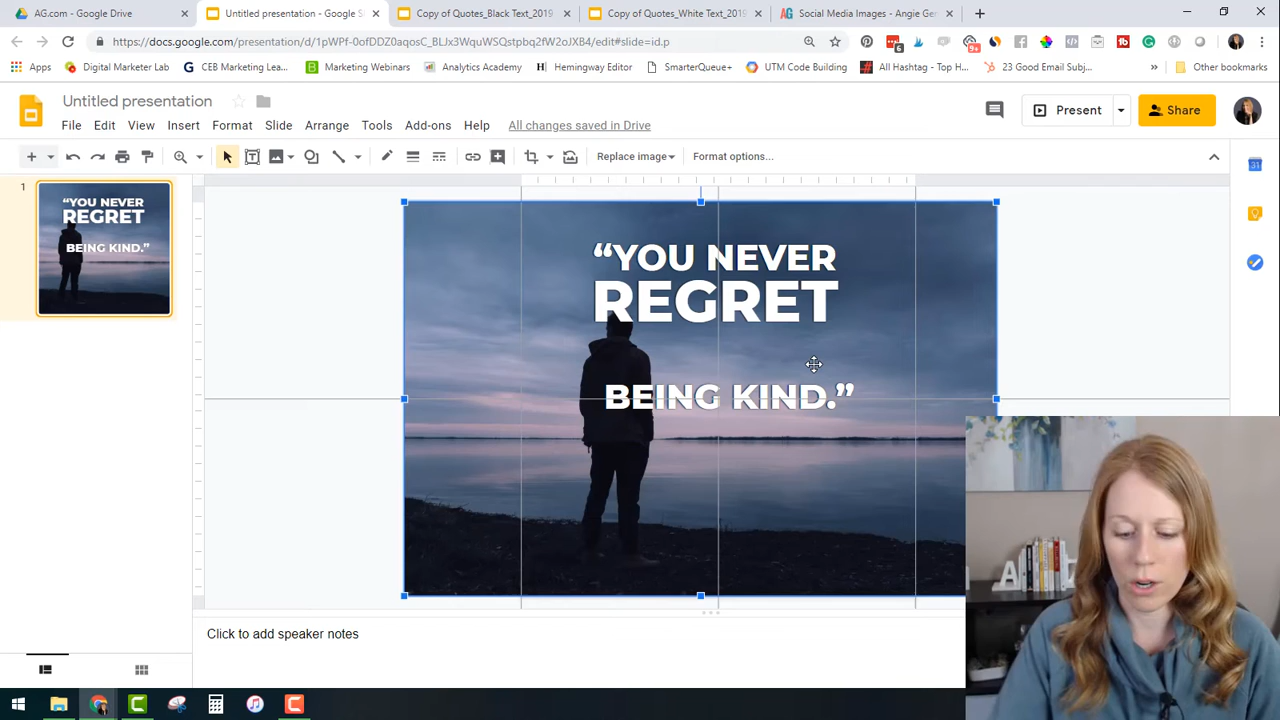 AG.com - Google Drive
Untitled presentation - Google S
Copy of Quotes_Black Text_2019
Copy of Quotes_White Text_2019
Social Media Images - Angie Ger
https://docs.google.com/presentation/d/1pWPf-0ofDDZ0aqosC_BLJx3WquWSQstpbq2fW2oJXB4/edit#slide=id.p
6
9+
Apps
Digital Marketer Lab
CEB Marketing Lea...
Marketing Webinars
Analytics Academy
Hemingway Editor
SmarterQueue+
UTM Code Building
All Hashtag - Top H...
23 Good Email Subj...
Other bookmarks
Untitled presentation
Present
Share
File Edit View Insert Format Slide Arrange Tools Add-ons Help All changes saved in Drive
Replace image
Format options...
1
“YOU NEVER
REGRET
BEING KIND.”
“YOU NEVER
REGRET
BEING KIND.”
31
Click to add speaker notes
A